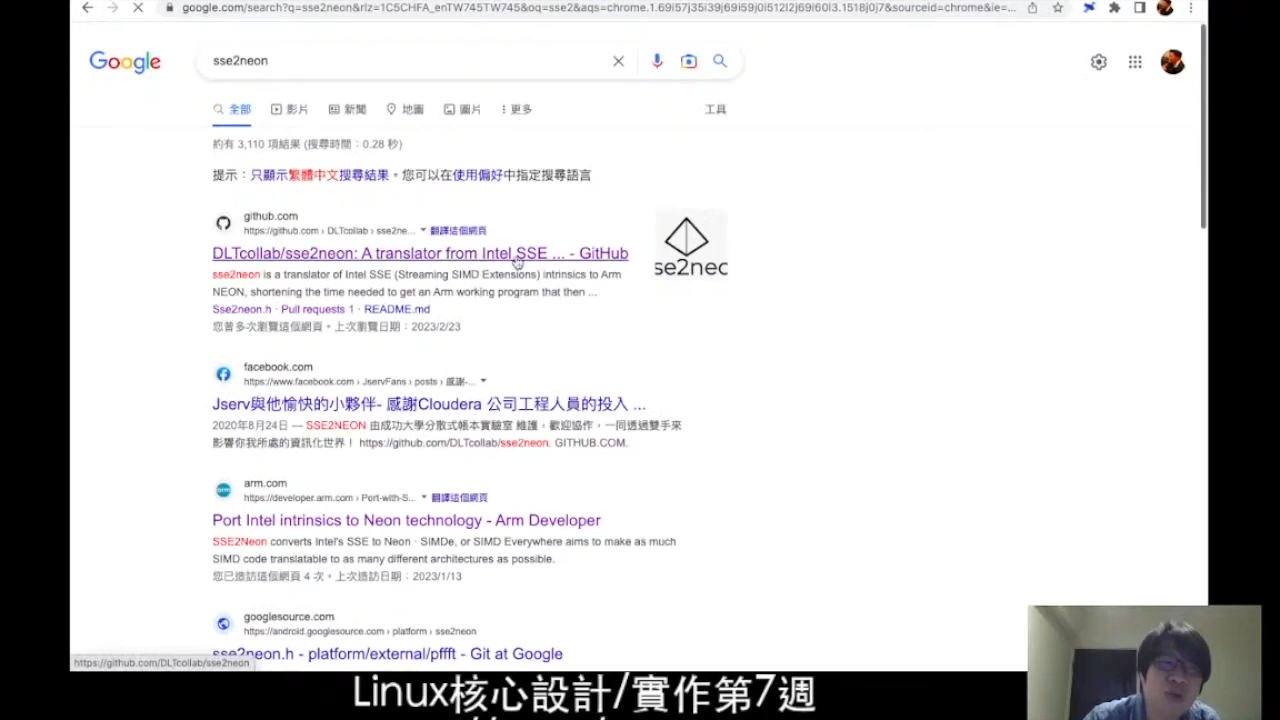 google.com/search?q=sse2neon&rlz=1C5CHFA_enTW745TW745&oq=sse2&aqs=chrome.1.69i57j35i39j69i59j0i512l2j69i60l3.1518j0j7&sourceid=chrome&ie=...
Google
sse2neon
全部 影片 新聞 地圖 圖片 更多 工具
約有 3,110 項結果 (搜尋時間：0.28 秒)
提示：只顯示繁體中文搜尋結果。您可以在使用偏好中指定搜尋語言
github.com
https://github.com › DLTcollab › sse2ne... 翻譯這個網頁
DLTcollab/sse2neon: A translator from Intel SSE ... - GitHub
sse2neon is a translator of Intel SSE (Streaming SIMD Extensions) intrinsics to Arm
NEON, shortening the time needed to get an Arm working program that then ...
Sse2neon.h · Pull requests 1 · README.md
您曾多次瀏覽這個網頁。上次瀏覽日期：2023/2/23
se2nec
facebook.com
https://www.facebook.com › JservFans › posts › 感謝-...
Jserv與他愉快的小夥伴- 感謝Cloudera 公司工程人員的投入 ...
2020年8月24日 — SSE2NEON 由成功大學分散式帳本實驗室 維護，歡迎協作，一同透過雙手來
影響你我所處的資訊化世界！ https://github.com/DLTcollab/sse2neon. GITHUB.COM.
arm.com
https://developer.arm.com › Port-with-S... 翻譯這個網頁
Port Intel intrinsics to Neon technology - Arm Developer
SSE2Neon converts Intel's SSE to Neon · SIMDe, or SIMD Everywhere aims to make as much
SIMD code translatable to as many different architectures as possible.
您已造訪這個網頁 4 次。上次造訪日期：2023/1/13
googlesource.com
https://android.googlesource.com › platform › sse2neon
sse2neon.h - platform/external/pffft - Git at Google
https://github.com/DLTcollab/sse2neon
Linux核心設計/實作第7週